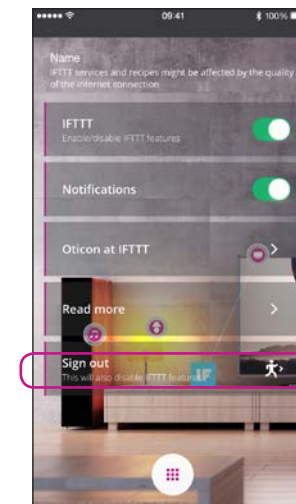 09:41
100%
Name
IFTTT services and recipes might be affected by the quality
of the internet connection
IFTTT
Enable/disable IFTTT features
Notifications
Oticon at IFTTT
Read more
Sign out
This will also disable IFTTT features
IF